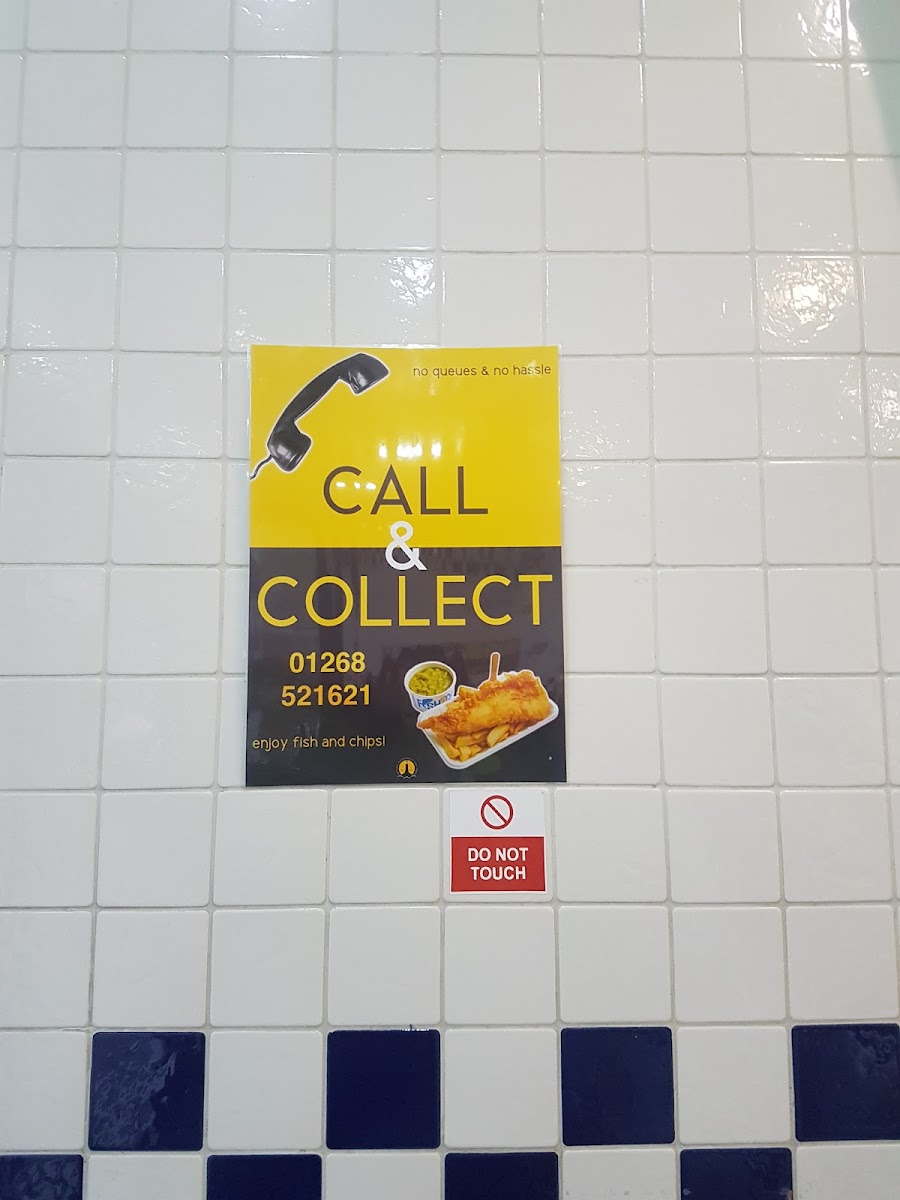 no queues & no hassle
CALL
&
COLLECT
01268
521621
enjoy fish and chips!
DO NOT
TOUCH